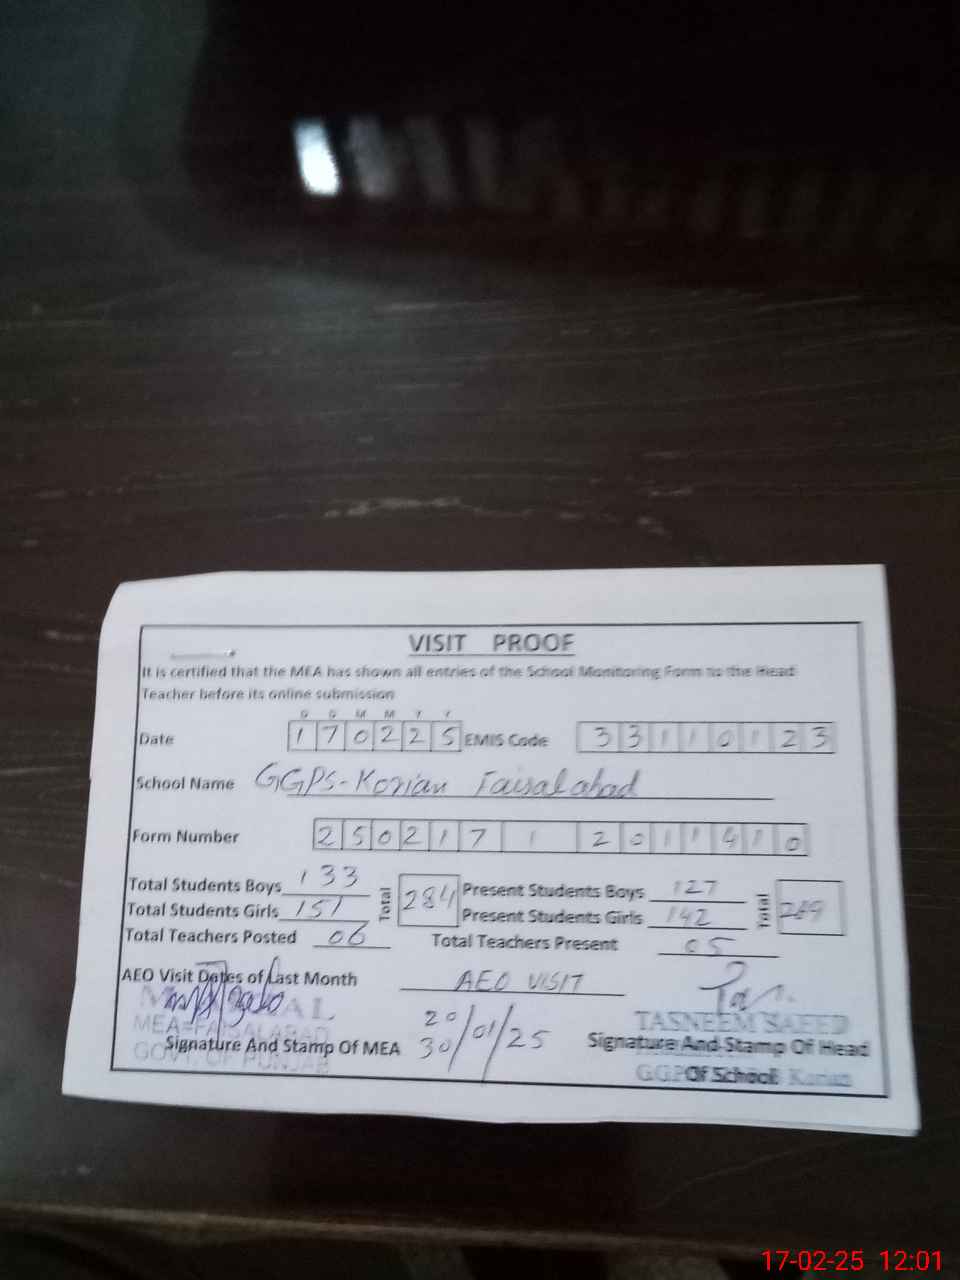 VISIT PROOF
It is certified that the MEA has shown all entries of the School Monitoring Form to the Head
Teacher before its online submission
D D M M Y Y
Date 1 7 0 2 2 5 EMIS Code 3 3 1 1 0 1 2 3
School Name GGPS-Korian Faisalabad
Form Number 2 5 0 2 1 7 1 2 0 1 1 4 1 0
Total Students Boys 133 Present Students Boys 127
Total 284 Total 269
Total Students Girls 151 Present Students Girls 142
Total Teachers Posted 06 Total Teachers Present 05
AEO Visit Dates of Last Month AEO VISIT
20
30/01/25
MEA-FAISALABAD
Signature And Stamp Of MEA
GOVT. OF PUNJAB
TASNEEM SAEED
Signature And Stamp Of Head
Of School
Korian
17-02-25 12:01